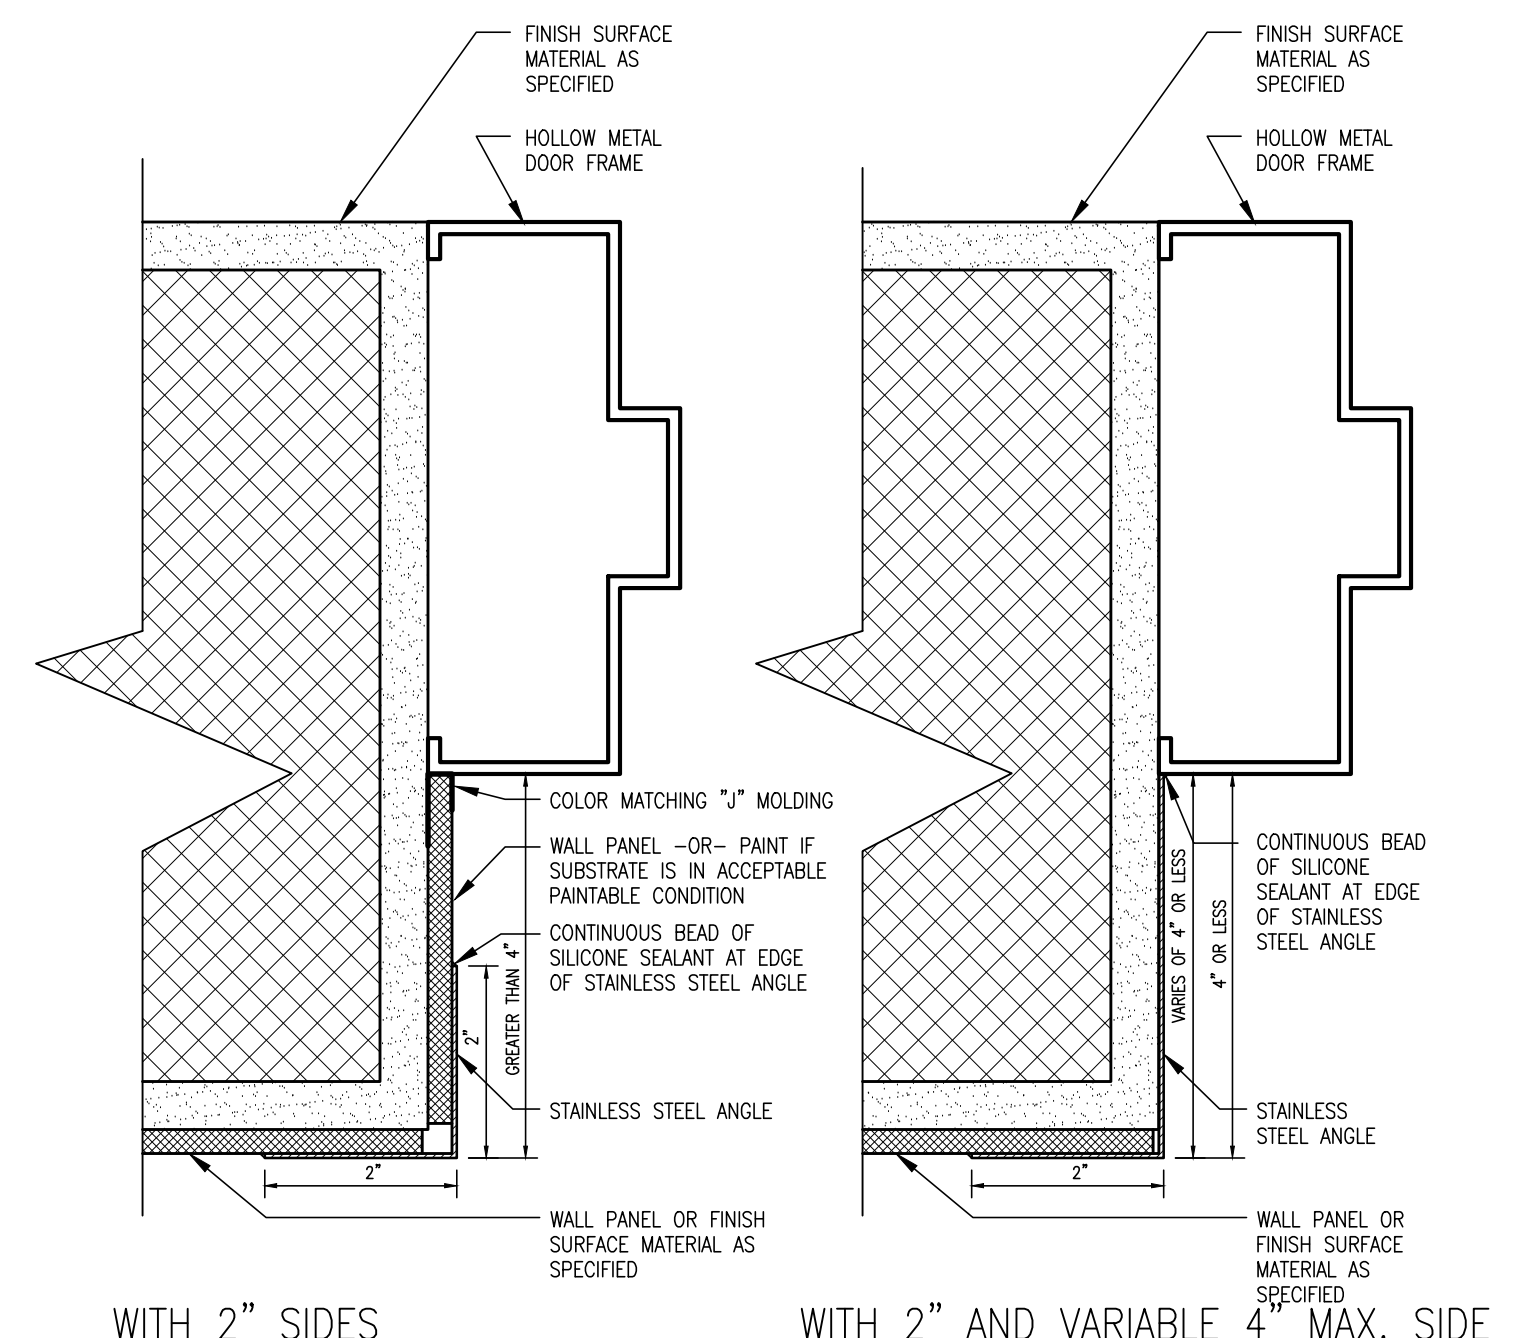 FINISH SURFACE
MATERIAL AS
SPECIFIED
HOLLOW METAL
DOOR FRAME
COLOR MATCHING "J" MOLDING
WALL PANEL -OR- PAINT IF
SUBSTRATE IS IN ACCEPTABLE
PAINTABLE CONDITION
CONTINUOUS BEAD OF
SILICONE SEALANT AT EDGE
OF STAINLESS STEEL ANGLE
2"
GREATER THAN 4"
STAINLESS STEEL ANGLE
2"
WALL PANEL OR FINISH
SURFACE MATERIAL AS
SPECIFIED
WITH 2" SIDES
FINISH SURFACE
MATERIAL AS
SPECIFIED
HOLLOW METAL
DOOR FRAME
VARIES OF 4" OR LESS
4" OR LESS
CONTINUOUS BEAD
OF SILICONE
SEALANT AT EDGE
OF STAINLESS
STEEL ANGLE
STAINLESS
STEEL ANGLE
2"
WALL PANEL OR
FINISH SURFACE
MATERIAL AS
SPECIFIED
WITH 2" AND VARIABLE 4" MAX. SIDE